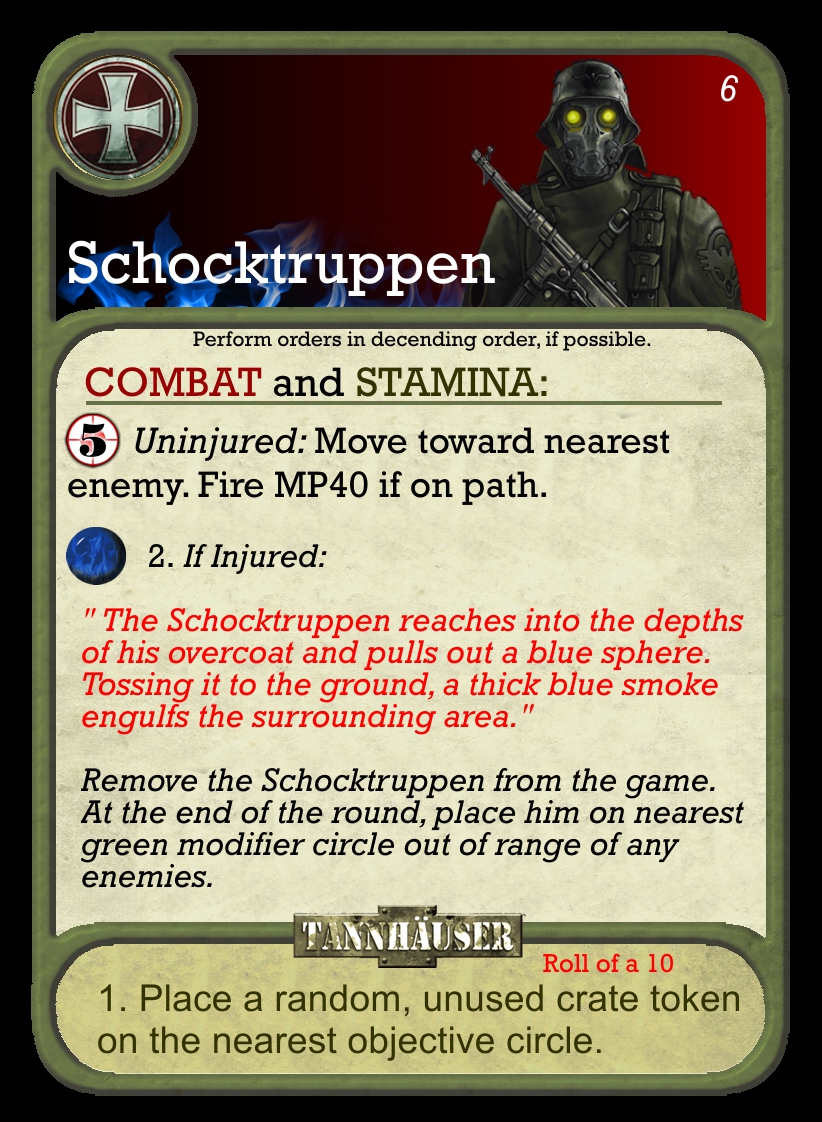 6
Schocktruppen
Perform orders in decending order, if possible.
COMBAT and STAMINA:
5 Uninjured: Move toward nearest
enemy. Fire MP40 if on path.
2. If Injured:
" The Schocktruppen reaches into the depths
of his overcoat and pulls out a blue sphere.
Tossing it to the ground, a thick blue smoke
engulfs the surrounding area."
Remove the Schocktruppen from the game.
At the end of the round, place him on nearest
green modifier circle out of range of any
enemies.
TANNHÄUSER
Roll of a 10
1. Place a random, unused crate token
on the nearest objective circle.